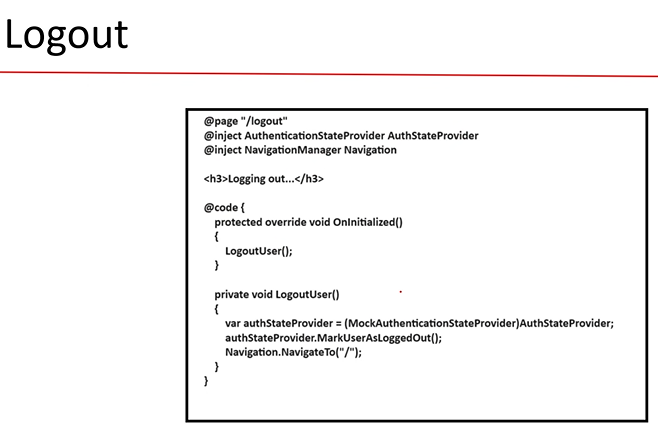 Logout
@page "/logout"
@inject AuthenticationStateProvider AuthStateProvider
@inject NavigationManager Navigation
<h3>Logging out...</h3>
@code {
protected override void OnInitialized()
{
LogoutUser();
}
private void LogoutUser()
{
var authStateProvider = (MockAuthenticationStateProvider)AuthStateProvider;
authStateProvider.MarkUserAsLoggedOut();
Navigation.NavigateTo("/");
}
}